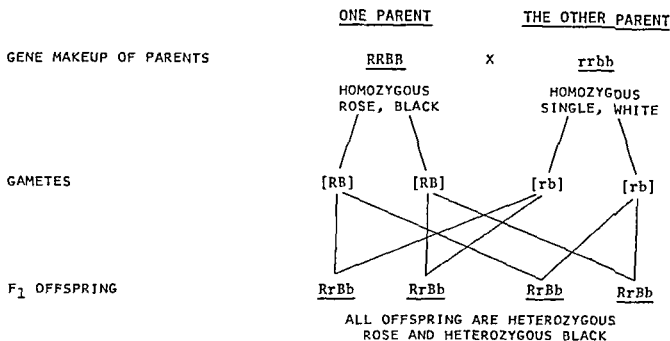 ONE PARENT THE OTHER PARENT
GENE MAKEUP OF PARENTS RRBB X rrbb
HOMOZYGOUS HOMOZYGOUS
ROSE, BLACK SINGLE, WHITE
GAMETES [RB] [RB] [rb] [rb]
F1 OFFSPRING RrBb RrBb RrBb RrBb
ALL OFFSPRING ARE HETEROZYGOUS
ROSE AND HETEROZYGOUS BLACK